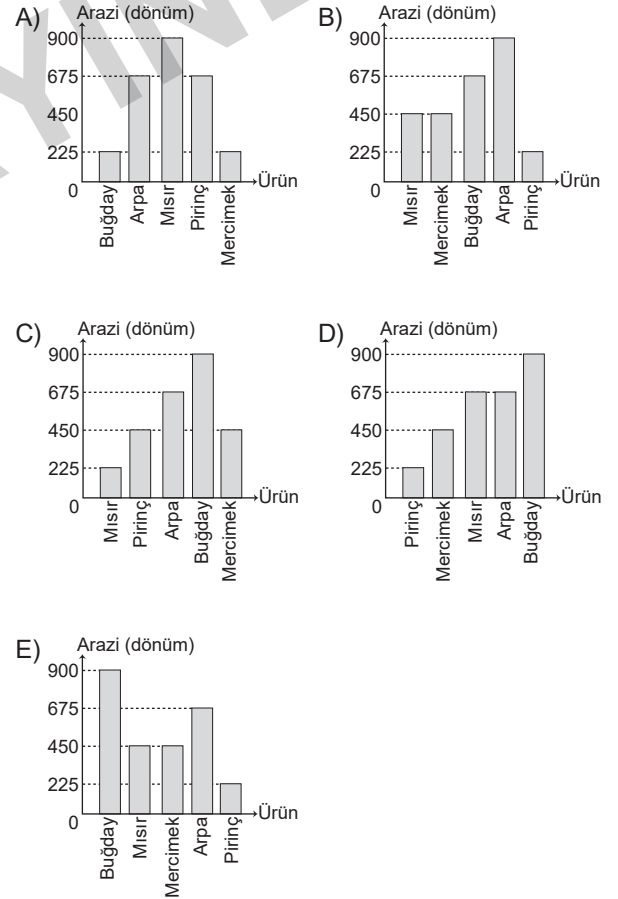 A) Arazi (dönüm)
900
675
450
225
0
Ürün
Buğday
Arpa
Mısır
Pirinç
Mercimek
B) Arazi (dönüm)
900
675
450
225
0
Ürün
Mısır
Mercimek
Buğday
Arpa
Pirinç
C) Arazi (dönüm)
900
675
450
225
0
Ürün
Mısır
Pirinç
Arpa
Buğday
Mercimek
D) Arazi (dönüm)
900
675
450
225
0
Ürün
Pirinç
Mercimek
Mısır
Arpa
Buğday
E) Arazi (dönüm)
900
675
450
225
0
Ürün
Buğday
Mısır
Mercimek
Arpa
Pirinç